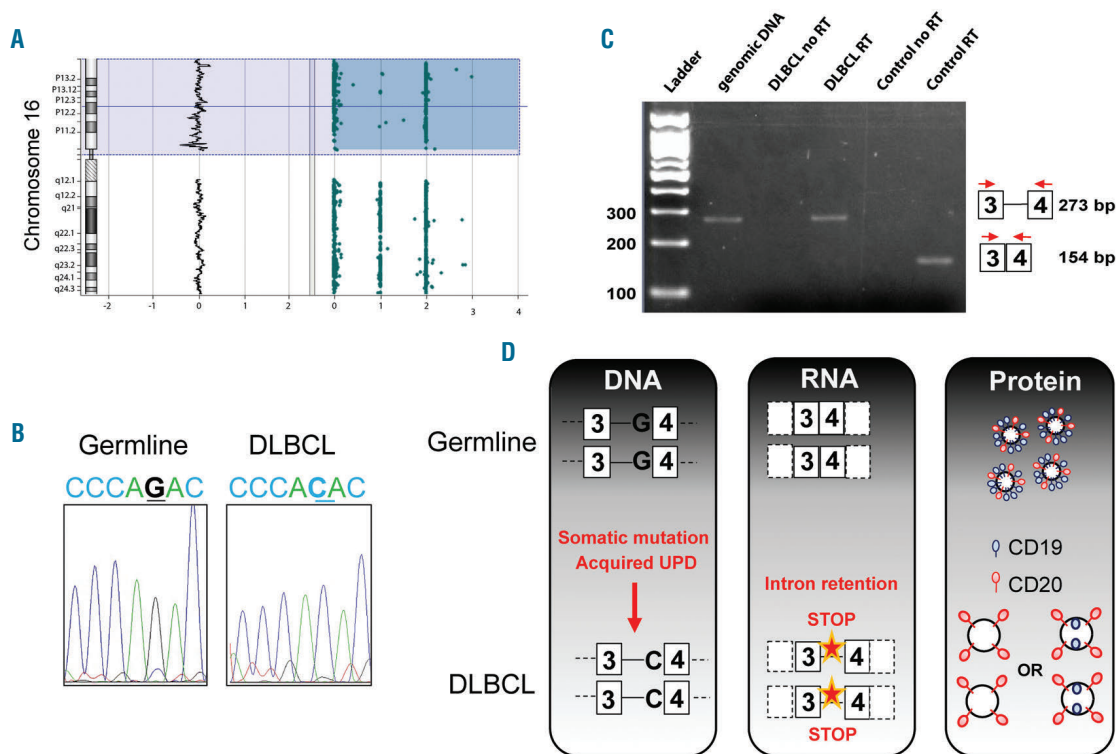 A
Chromosome 16
P13.2
P13.12
P12.3
P12.2
P11.2
q12.1
q12.2
q21
q22.1
q22.3
q23.2
q24.1
q24.3
-2 -1 0 1 2 0 1 2 3 4
B
Germline DLBCL
CCCAGAC CCCACAC
C
Ladder
genomic DNA
DLBCL no RT
DLBCL RT
Control no RT
Control RT
300
200
100
3 4 273 bp
3 4 154 bp
D
DNA RNA Protein
Germline
3 G 4
3 G 4
3 4
3 4
Somatic mutation
Acquired UPD
Intron retention
STOP
CD19
CD20
DLBCL
3 C 4
3 C 4
3 4
3 4
STOP
OR